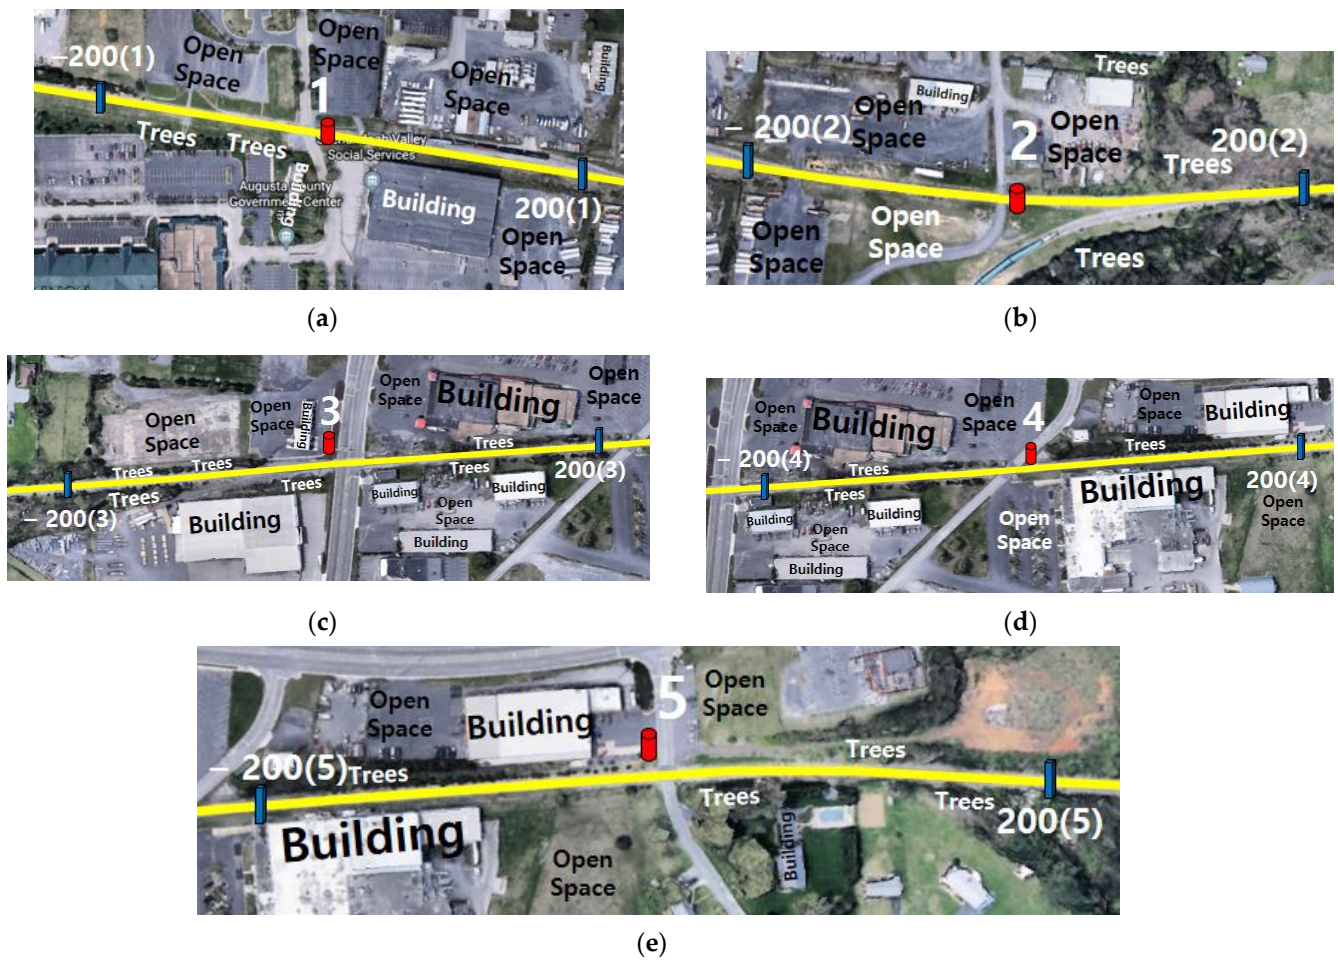 −200(1)
Open
Space
Open
Space
1
Open
Space
Building
Trees
Trees
Valley
Social Services
Building
Augusta County
Government Center
Building
200(1)
Open
Space
(a)
Trees
Building
− 200(2)
Open
Space
2
Open
Space
200(2)
Trees
Open
Space
Open
Space
Trees
(b)
Open
Space
Open
Space
Building
3
Open
Space
Building
Open
Space
Trees
Trees
Trees
Trees
Trees
Trees
− 200(3)
Building
Building
Open
Space
Building
200(3)
Building
(c)
Open
Space
Building
Open
Space
4
Open
Space
Building
− 200(4)
Trees
Trees
Trees
200(4)
Building
Open
Space
Building
Building
Open
Space
Building
Open
Space
(d)
Open
Space
Building
5
Open
Space
− 200(5)
Trees
Trees
Trees
Trees
200(5)
Building
Open
Space
Building
(e)